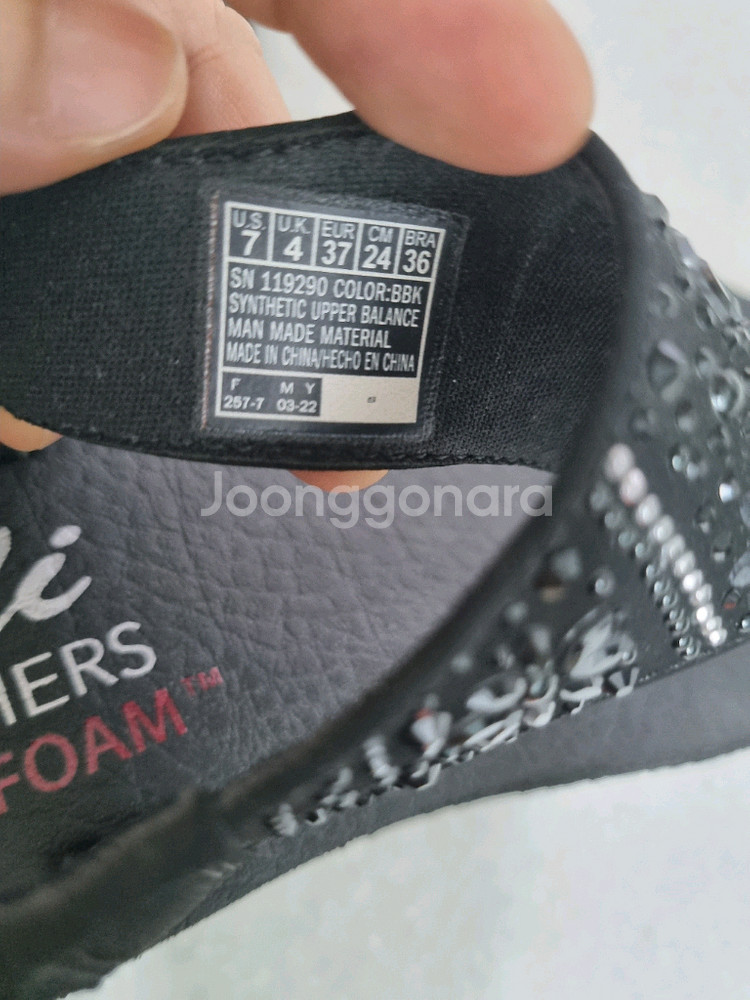 U.S. U.K. EUR CM BRA
7 4 37 24 36
SN 119290 COLOR:BBK
SYNTHETIC UPPER BALANCE
MAN MADE MATERIAL
MADE IN CHINA/HECHO EN CHINA
F M Y
257-7 03-22
Joonggonara
FOAM™